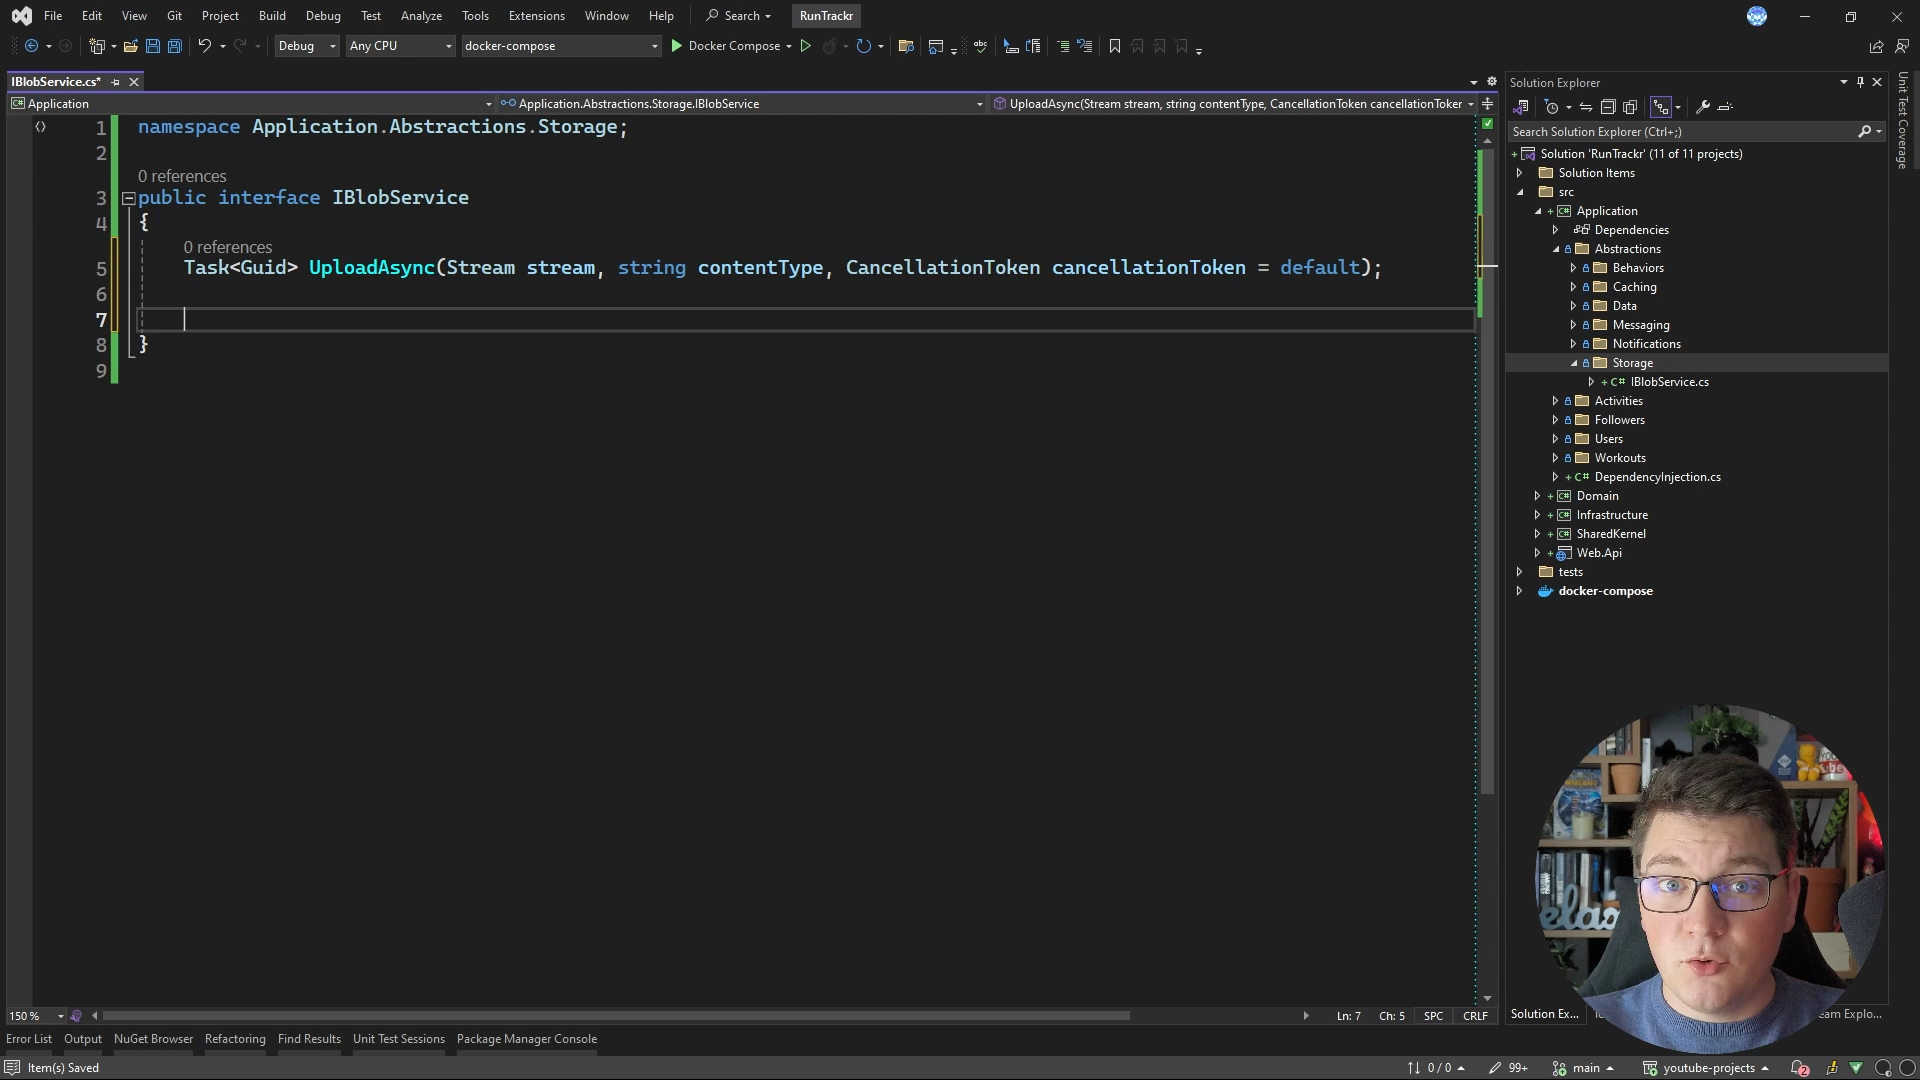 File Edit View Git Project Build Debug Test Analyze Tools Extensions Window Help Search RunTrackr
Debug Any CPU docker-compose Docker Compose abc
IBlobService.cs*
Solution Explorer
Unit Test Coverage
C# Application Application.Abstractions.Storage.IBlobService UploadAsync(Stream stream, string contentType, CancellationToken cancellationToken
Search Solution Explorer (Ctrl+;)
1 namespace Application.Abstractions.Storage;
2
0 references
3 public interface IBlobService
4 {
0 references
5 Task<Guid> UploadAsync(Stream stream, string contentType, CancellationToken cancellationToken = default);
6
7
8 }
9
Solution 'RunTrackr' (11 of 11 projects)
Solution Items
src
C# Application
Dependencies
Abstractions
Behaviors
Caching
Data
Messaging
Notifications
Storage
C# IBlobService.cs
Activities
Followers
Users
Workouts
C# DependencyInjection.cs
C# Domain
C# Infrastructure
C# SharedKernel
Web.Api
tests
docker-compose
150 % Ln: 7 Ch: 5 SPC CRLF
Solution Ex... eam Explo...
Error List Output NuGet Browser Refactoring Find Results Unit Test Sessions Package Manager Console
Item(s) Saved 0 / 0 99+ main youtube-projects 2